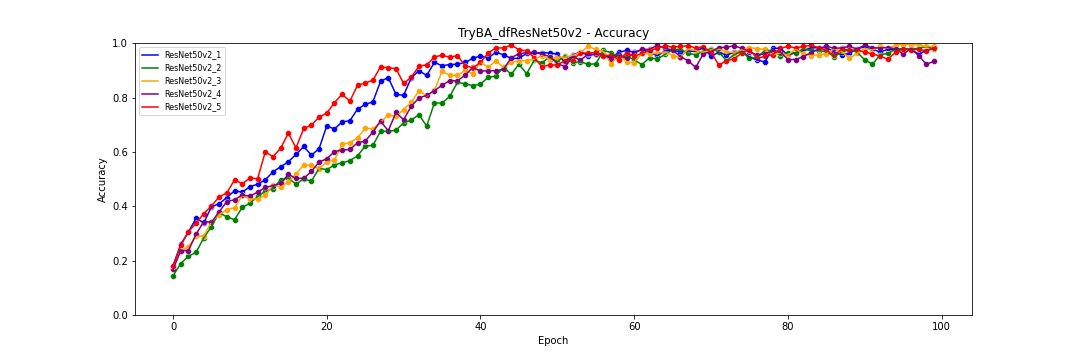 TryBA_dfResNet50v2 - Accuracy
1.0
0.8
0.6
0.4
0.2
0.0
Accuracy
ResNet50v2_1
ResNet50v2_2
ResNet50v2_3
ResNet50v2_4
ResNet50v2_5
0 20 40 60 80 100
Epoch